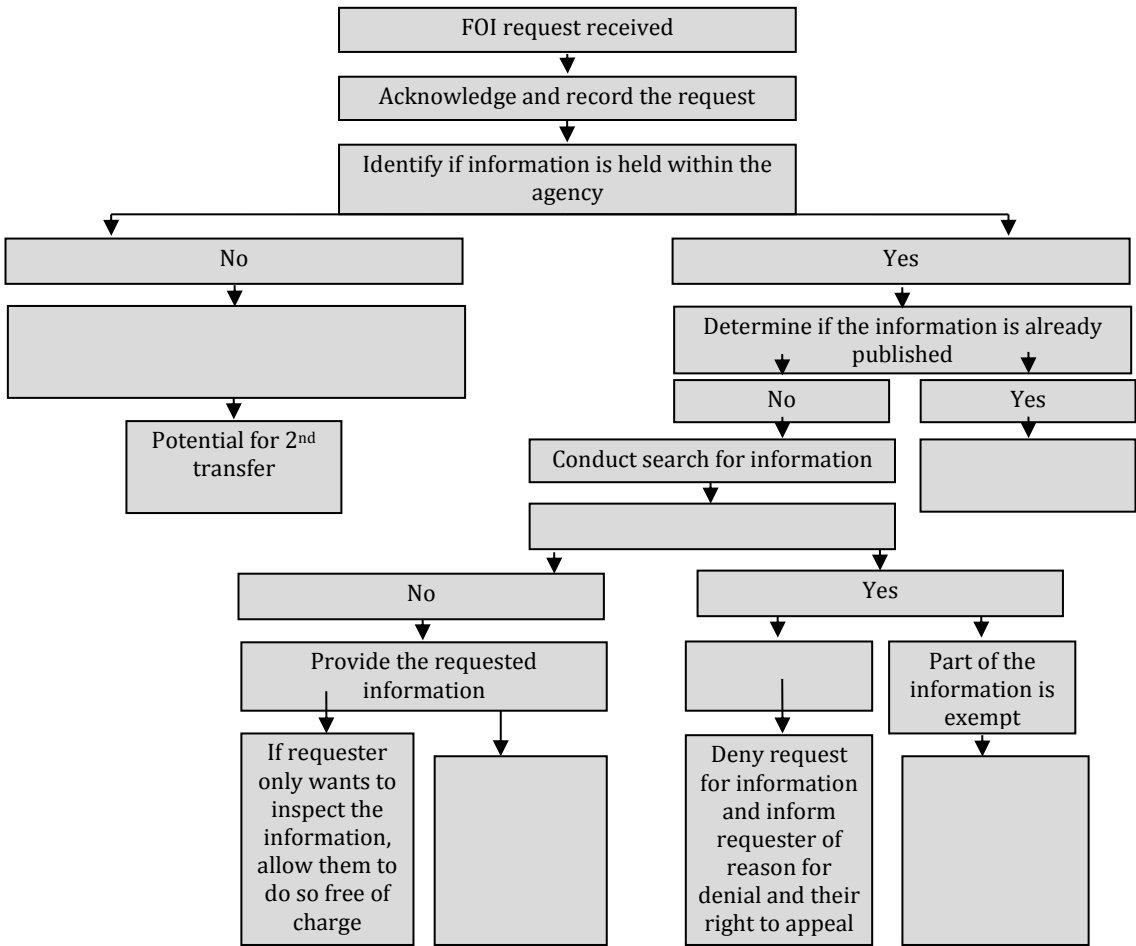 FOI request received
Acknowledge and record the request
Identify if information is held within the
agency
No
Yes
Determine if the information is already
published
No
Yes
Potential for 2nd
transfer
Conduct search for information
No
Yes
Provide the requested
information
Part of the
information is
exempt
If requester
only wants to
inspect the
information,
allow them to
do so free of
charge
Deny request
for information
and inform
requester of
reason for
denial and their
right to appeal